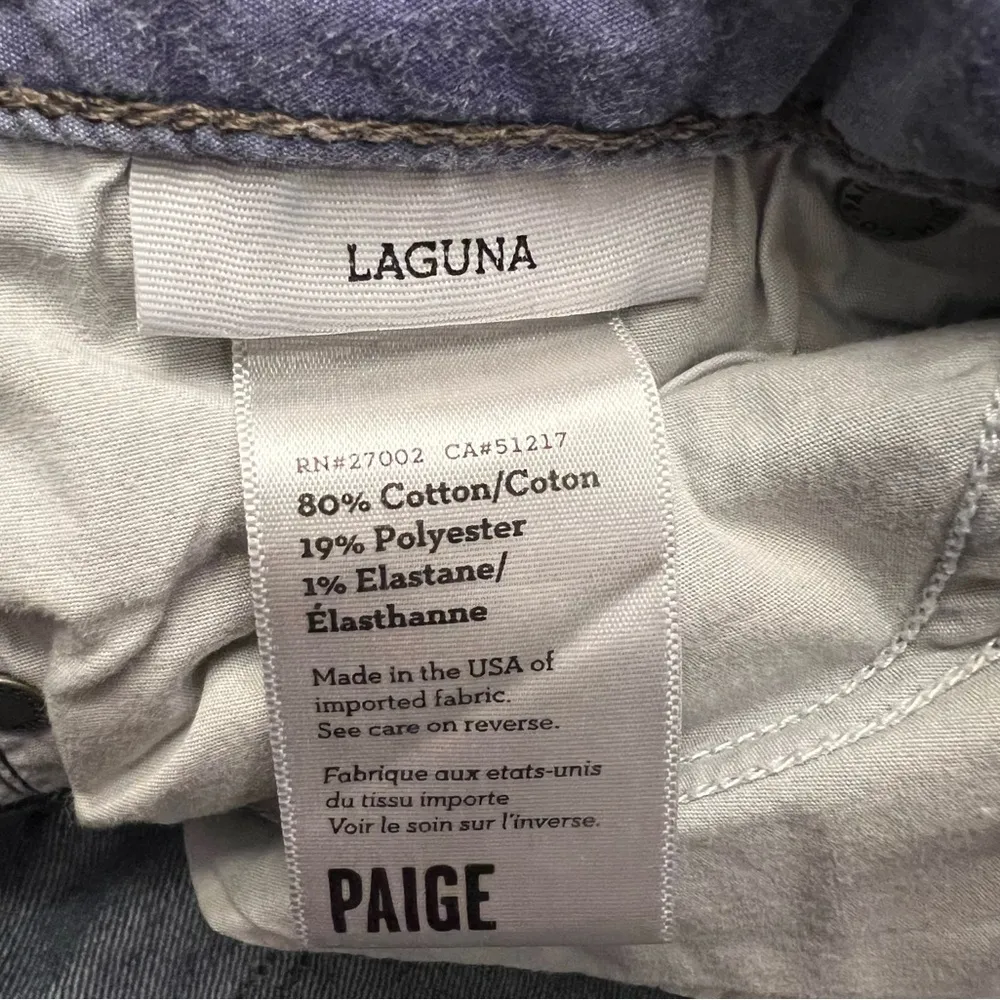 LAGUNA
RN#27002 CA#51217
80% Cotton/Coton
19% Polyester
1% Elastane/
Élasthanne
Made in the USA of
imported fabric.
See care on reverse.
Fabrique aux etats-unis
du tissu importe
Voir le soin sur l'inverse.
PAIGE